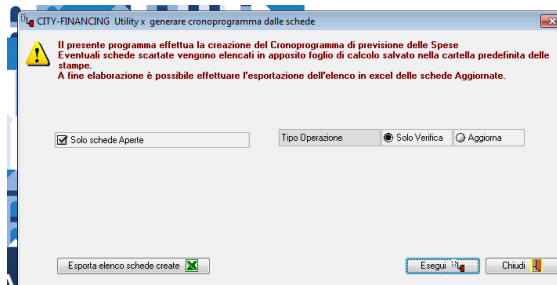 CITY-FINANCING Utility x generare cronoprogramma dalle schede
Il presente programma effettua la creazione del Cronoprogramma di previsione delle Spese
Eventuali schede scartate vengono elencati in apposito foglio di calcolo salvato nella cartella predefinita delle
stampe.
A fine elaborazione è possibile effettuare l'esportazione dell'elenco in excel delle schede Aggiornate.
Solo schede Aperte
Tipo Operazione Solo Verifica Aggiorna
Esporta elenco schede create Esegui Chiudi